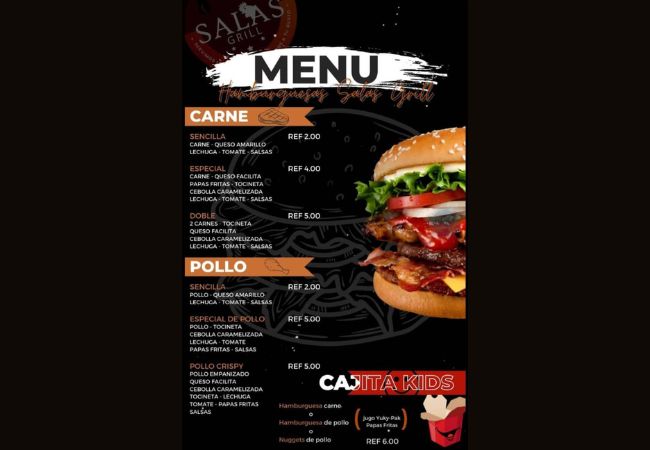 SALAS
GRILL
MENU
Hamburguesas Salas Grill
CARNE
SENCILLA REF 2.00
CARNE - QUESO AMARILLO
LECHUGA - TOMATE - SALSAS
ESPECIAL REF 4.00
CARNE - QUESO FACILITA
PAPAS FRITAS - TOCINETA
CEBOLLA CARAMELIZADA
LECHUGA - TOMATE - SALSAS
DOBLE REF 5.00
2 CARNES - TOCINETA
QUESO FACILITA
CEBOLLA CARAMELIZADA
LECHUGA - TOMATE - SALSAS
POLLO
SENCILLA REF 2.00
POLLO - QUESO AMARILLO
LECHUGA - TOMATE - SALSAS
ESPECIAL DE POLLO REF 5.00
POLLO - TOCINETA
CEBOLLA CARAMELIZADA
LECHUGA - TOMATE
PAPAS FRITAS - SALSAS
POLLO CRISPY REF 5.00
POLLO EMPANIZADO
QUESO FACILITA
CEBOLLA CARAMELIZADA
TOCINETA - LECHUGA
TOMATE - PAPAS FRITAS
SALSAS
CAJITA KIDS
Hamburguesa carne
o
Hamburguesa de pollo
o
Nuggets de pollo
( Jugo Yuky-Pak
Papas Fritas )
REF 6.00